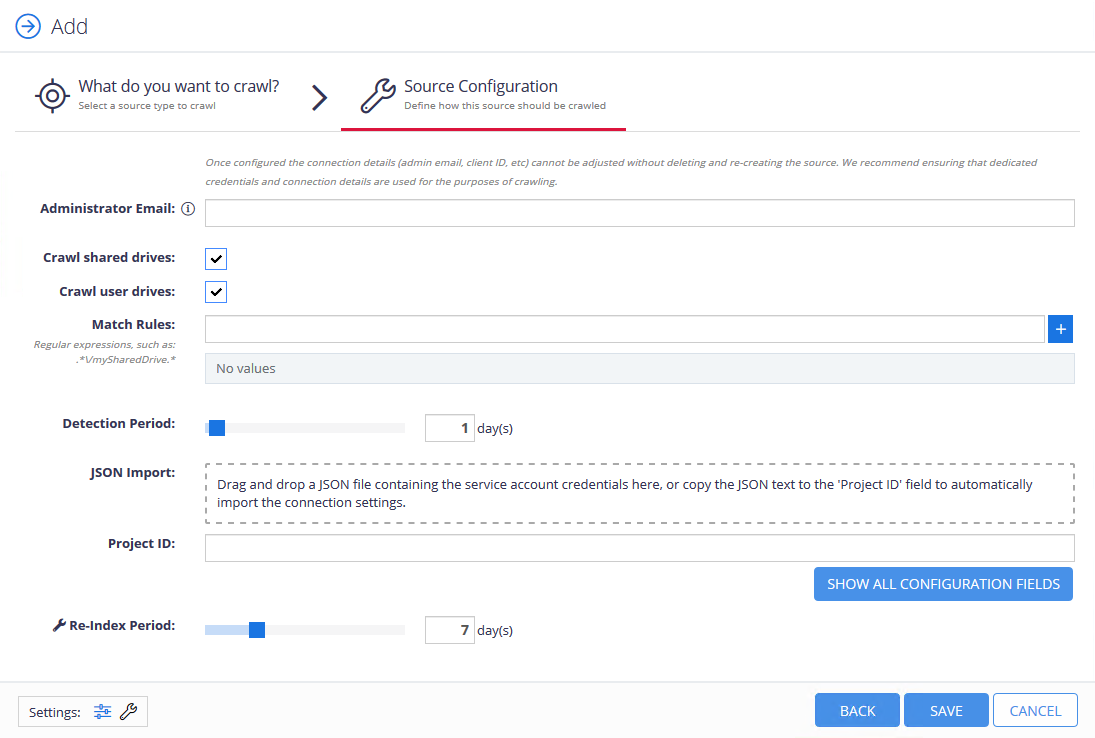 Add
What do you want to crawl?
Select a source type to crawl
Source Configuration
Define how this source should be crawled
Once configured the connection details (admin email, client ID, etc) cannot be adjusted without deleting and re-creating the source. We recommend ensuring that dedicated
credentials and connection details are used for the purposes of crawling.
Administrator Email:
Crawl shared drives:
Crawl user drives:
Match Rules:
Regular expressions, such as:
.*\/mySharedDrive.*
+
No values
Detection Period:
1 day(s)
JSON Import:
Drag and drop a JSON file containing the service account credentials here, or copy the JSON text to the 'Project ID' field to automatically
import the connection settings.
Project ID:
SHOW ALL CONFIGURATION FIELDS
Re-Index Period:
7 day(s)
Settings:
BACK
SAVE
CANCEL